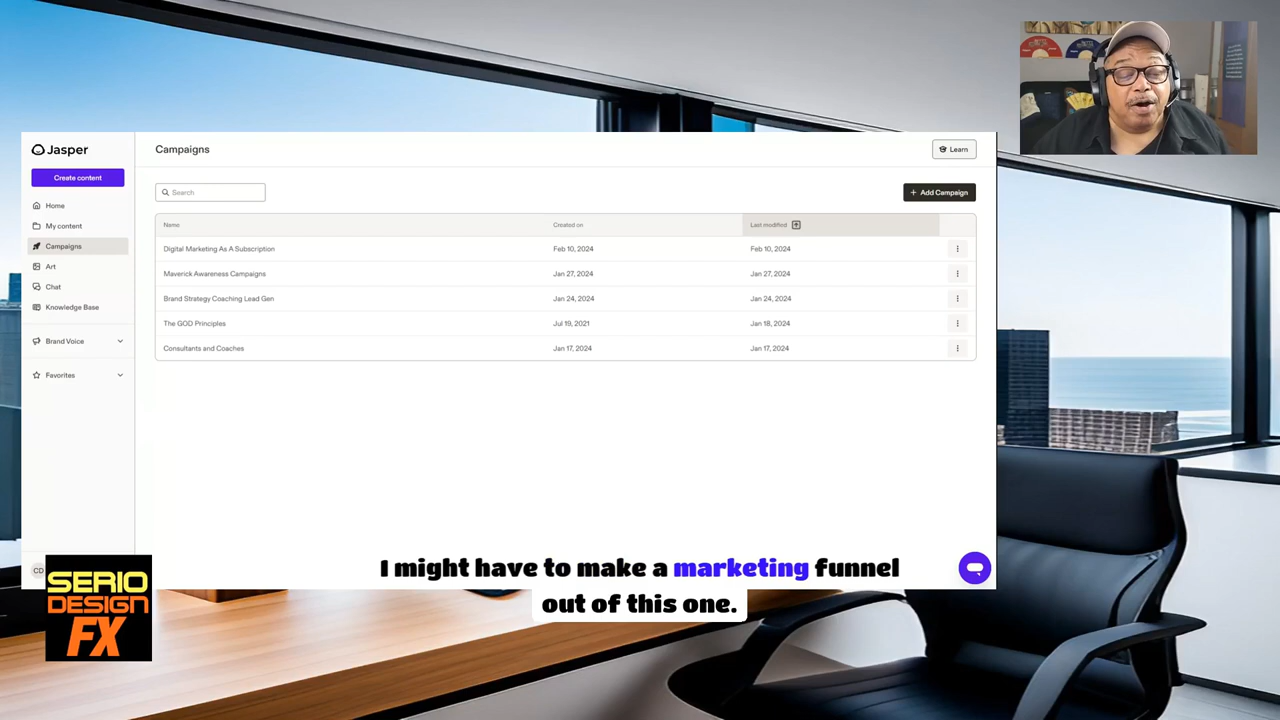 Jasper
Campaigns
Learn
Create content
Search
+ Add Campaign
Home
My content
Campaigns
Art
Chat
Knowledge Base
Brand Voice
Favorites
Name Created on Last modified
Digital Marketing As A Subscription Feb 10, 2024 Feb 10, 2024
Maverick Awareness Campaigns Jan 27, 2024 Jan 27, 2024
Brand Strategy Coaching Lead Gen Jan 24, 2024 Jan 24, 2024
The GOD Principles Jul 19, 2021 Jan 18, 2024
Consultants and Coaches Jan 17, 2024 Jan 17, 2024
CD
SERIO
DESIGN
FX
I might have to make a marketing funnel
out of this one.